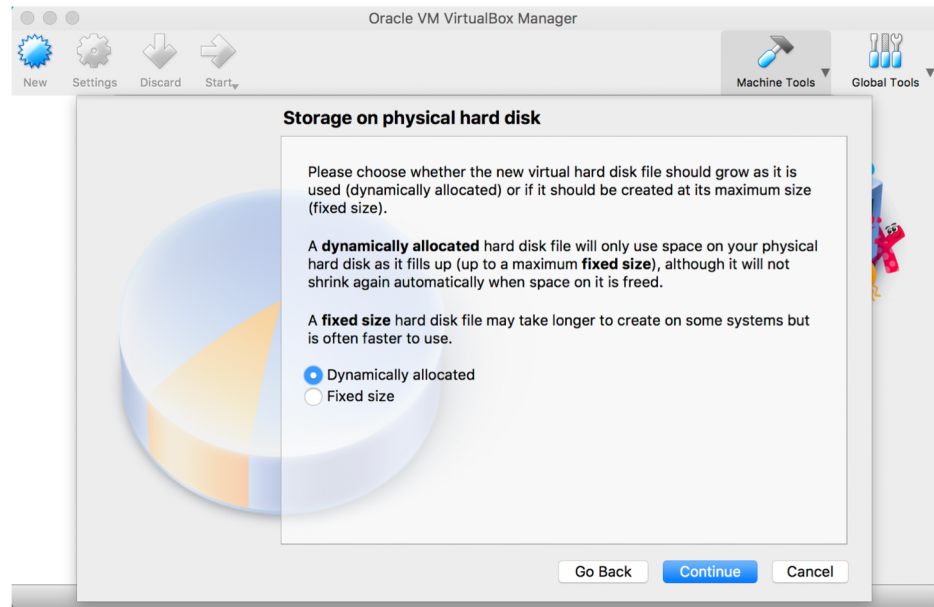 Oracle VM VirtualBox Manager
New
Settings
Discard
Start
Machine Tools
Global Tools
Storage on physical hard disk
Please choose whether the new virtual hard disk file should grow as it is
used (dynamically allocated) or if it should be created at its maximum size
(fixed size).
A dynamically allocated hard disk file will only use space on your physical
hard disk as it fills up (up to a maximum fixed size), although it will not
shrink again automatically when space on it is freed.
A fixed size hard disk file may take longer to create on some systems but
is often faster to use.
Dynamically allocated
Fixed size
Go Back
Continue
Cancel